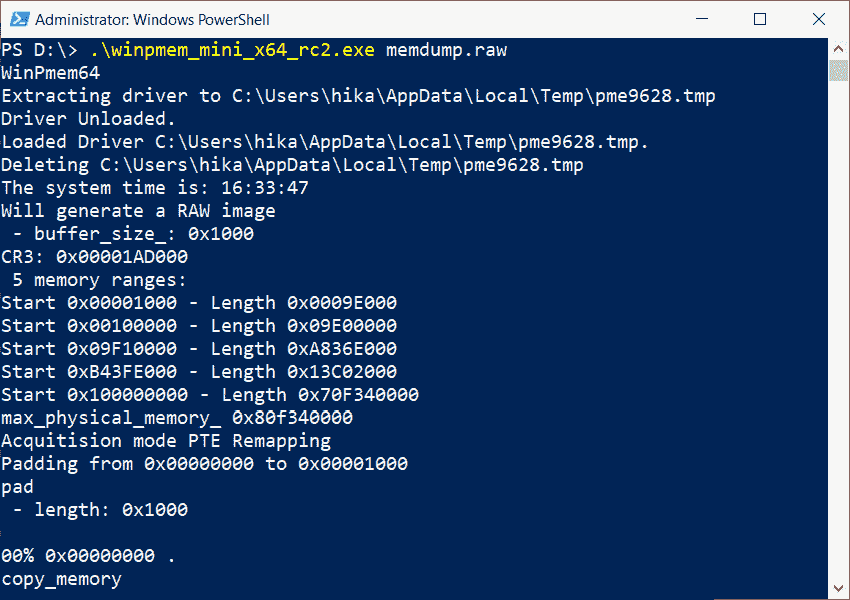 Administrator: Windows PowerShell
PS D:\> .\winpmem_mini_x64_rc2.exe memdump.raw
WinPmem64
Extracting driver to C:\Users\hika\AppData\Local\Temp\pme9628.tmp
Driver Unloaded.
Loaded Driver C:\Users\hika\AppData\Local\Temp\pme9628.tmp.
Deleting C:\Users\hika\AppData\Local\Temp\pme9628.tmp
The system time is: 16:33:47
Will generate a RAW image
 - buffer_size_: 0x1000
CR3: 0x00001AD000
 5 memory ranges:
Start 0x00001000 - Length 0x0009E000
Start 0x00100000 - Length 0x09E00000
Start 0x09F10000 - Length 0xA836E000
Start 0xB43FE000 - Length 0x13C02000
Start 0x100000000 - Length 0x70F340000
max_physical_memory_ 0x80f340000
Acquitision mode PTE Remapping
Padding from 0x00000000 to 0x00001000
pad
 - length: 0x1000
00% 0x00000000 .
copy_memory